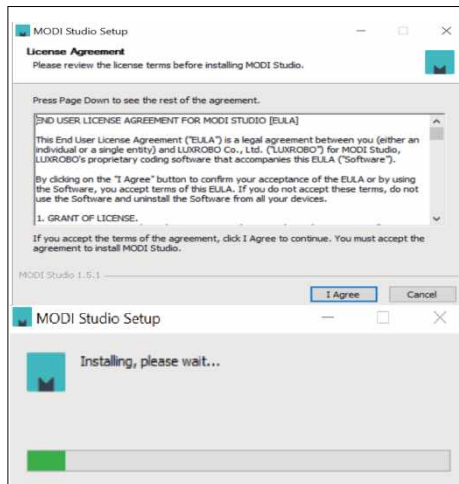 MODI Studio Setup
License Agreement
Please review the license terms before installing MODI Studio.
Press Page Down to see the rest of the agreement.
END USER LICENSE AGREEMENT FOR MODI STUDIO [EULA]
This End User License Agreement ("EULA") is a legal agreement between you (either an
individual or a single entity) and LUXROBO Co., Ltd. ("LUXROBO") for MODI Studio,
LUXROBO's proprietary coding software that accompanies this EULA ("Software").
By clicking on the "I Agree" button to confirm your acceptance of the EULA or by using
the Software, you accept terms of this EULA. If you do not accept these terms, do not
use the Software and uninstall the Software from all your devices.
1. GRANT OF LICENSE.
If you accept the terms of the agreement, click I Agree to continue. You must accept the
agreement to install MODI Studio.
MODI Studio 1.5.1
I Agree
Cancel
MODI Studio Setup
Installing, please wait...